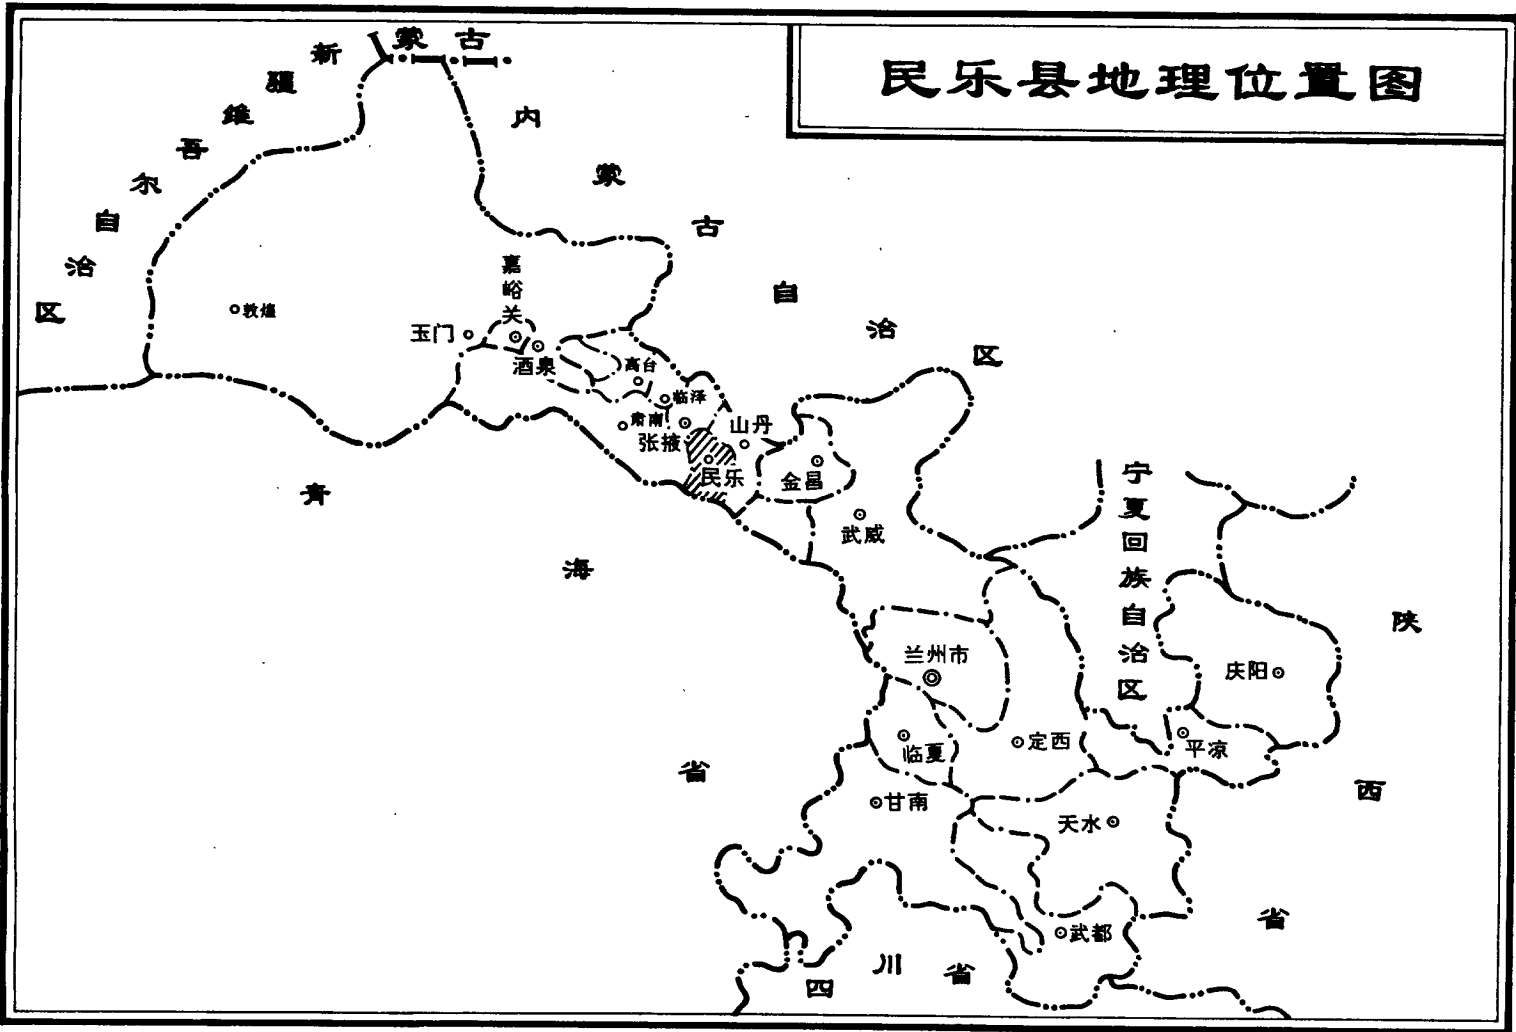 民乐县地理位置图
蒙古
新疆维吾尔自治区
内蒙古自治区
敦煌
玉门
嘉峪关
酒泉
高台
临泽
肃南
张掖
山丹
民乐
金昌
武威
青海省
宁夏回族自治区
兰州市
庆阳
临夏
定西
平凉
甘南
天水
武都
陕西省
四川省